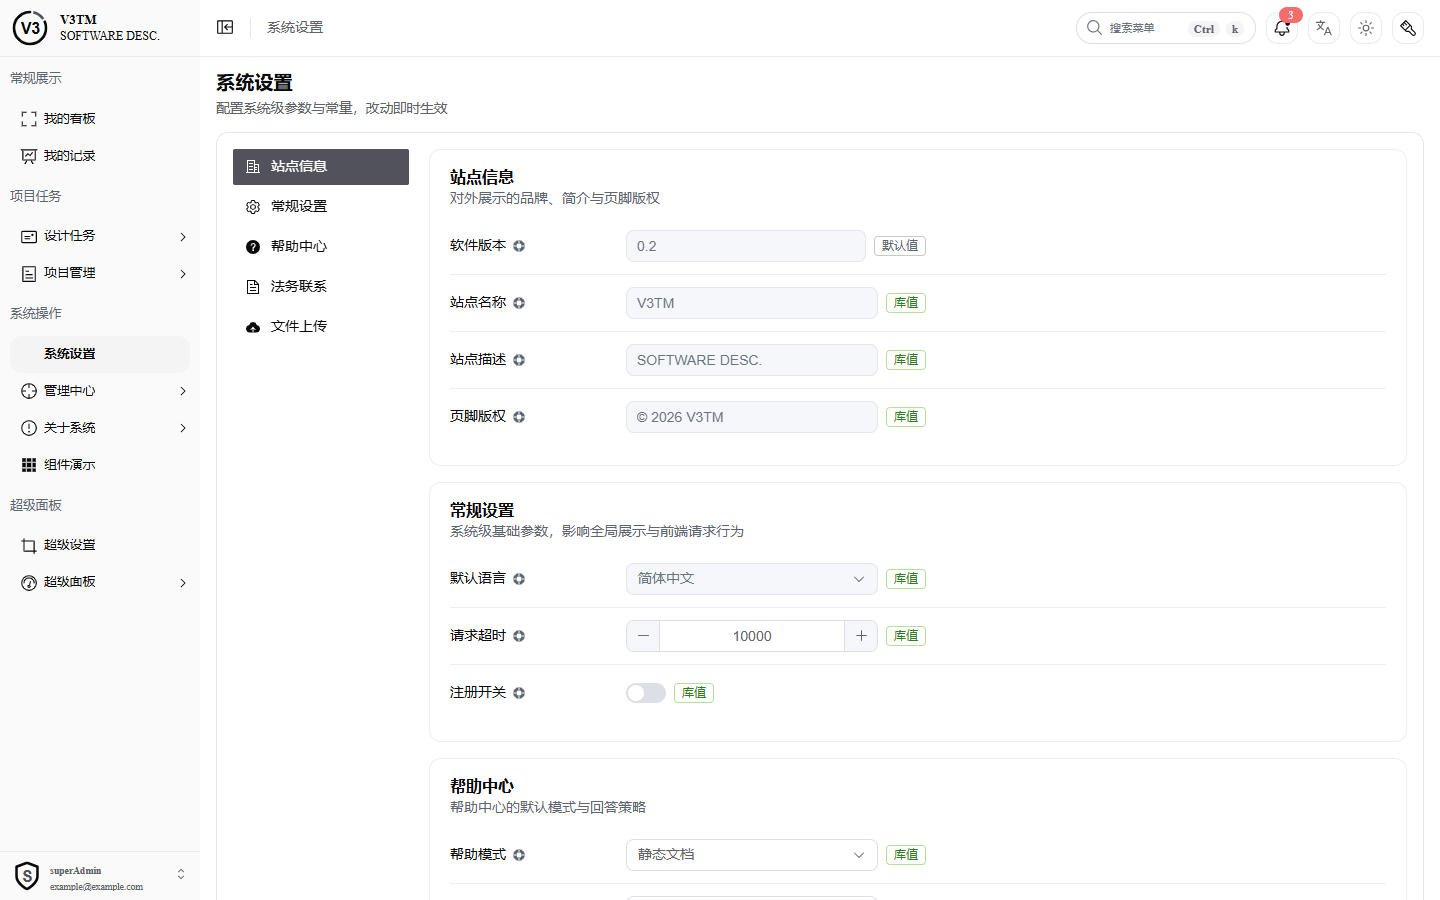 V3
V3TM
SOFTWARE DESC.
系统设置
搜索菜单
Ctrl
k
3
常规展示
我的看板
我的记录
项目任务
设计任务
项目管理
系统操作
系统设置
管理中心
关于系统
组件演示
超级面板
超级设置
超级面板
S
superAdmin
example@example.com
系统设置
配置系统级参数与常量，改动即时生效
站点信息
常规设置
帮助中心
法务联系
文件上传
站点信息
对外展示的品牌、简介与页脚版权
软件版本
0.2
默认值
站点名称
V3TM
库值
站点描述
SOFTWARE DESC.
库值
页脚版权
© 2026 V3TM
库值
常规设置
系统级基础参数，影响全局展示与前端请求行为
默认语言
简体中文
库值
请求超时
10000
库值
注册开关
库值
帮助中心
帮助中心的默认模式与回答策略
帮助模式
静态文档
库值